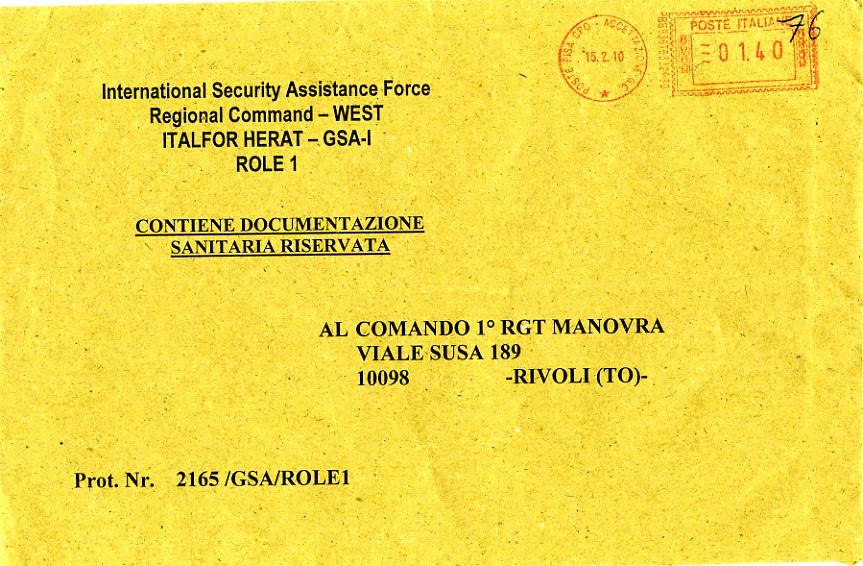 International Security Assistance Force
Regional Command – WEST
ITALFOR HERAT – GSA-I
ROLE 1
CONTIENE DOCUMENTAZIONE
SANITARIA RISERVATA
15.2.10
POSTE ITALIANE
01.40
76
AL COMANDO 1° RGT MANOVRA
VIALE SUSA 189
10098 -RIVOLI (TO)-
Prot. Nr. 2165 /GSA/ROLE1